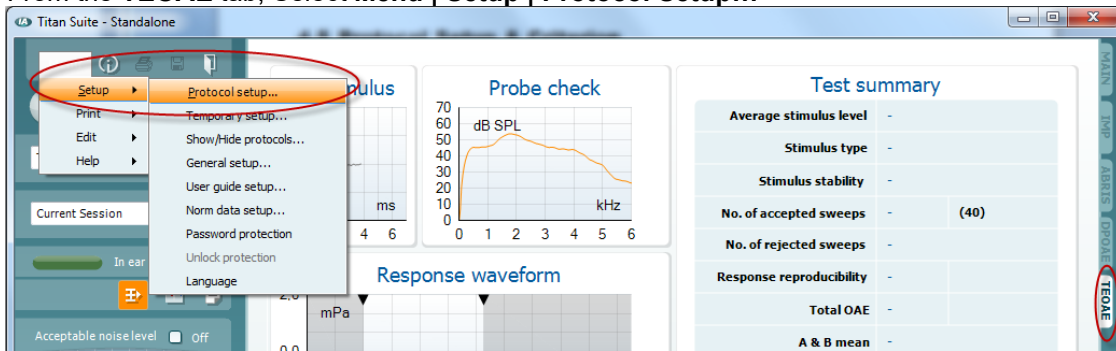 Titan Suite - Standalone
Setup
Protocol setup...
Print
Temporary setup...
Edit
Show/Hide protocols...
Help
General setup...
User guide setup...
Current Session
Norm data setup...
Password protection
In ear
Unlock protection
Language
Acceptable noise level
Off
ms
4 6
Probe check
70
60
50
40
30
20
10
0
dB SPL
kHz
0 1 2 3 4 5 6
Response waveform
mPa
0,0
Test summary
Average stimulus level -
Stimulus type -
Stimulus stability -
No. of accepted sweeps - (40)
No. of rejected sweeps -
Response reproducibility -
Total OAE -
A & B mean -
MAIN
IMP
ABRIS
DPOAE
TEOAE